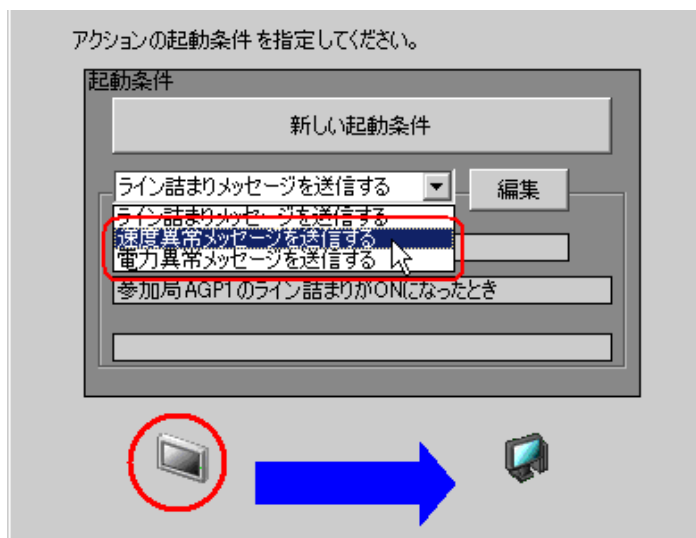 アクションの起動条件を指定してください。
起動条件
新しい起動条件
ライン詰まりメッセージを送信する
編集
ライン詰まりメッセージを送信する
速度異常メッセージを送信する
電力異常メッセージを送信する
参加局AGP1のライン詰まりがONになったとき